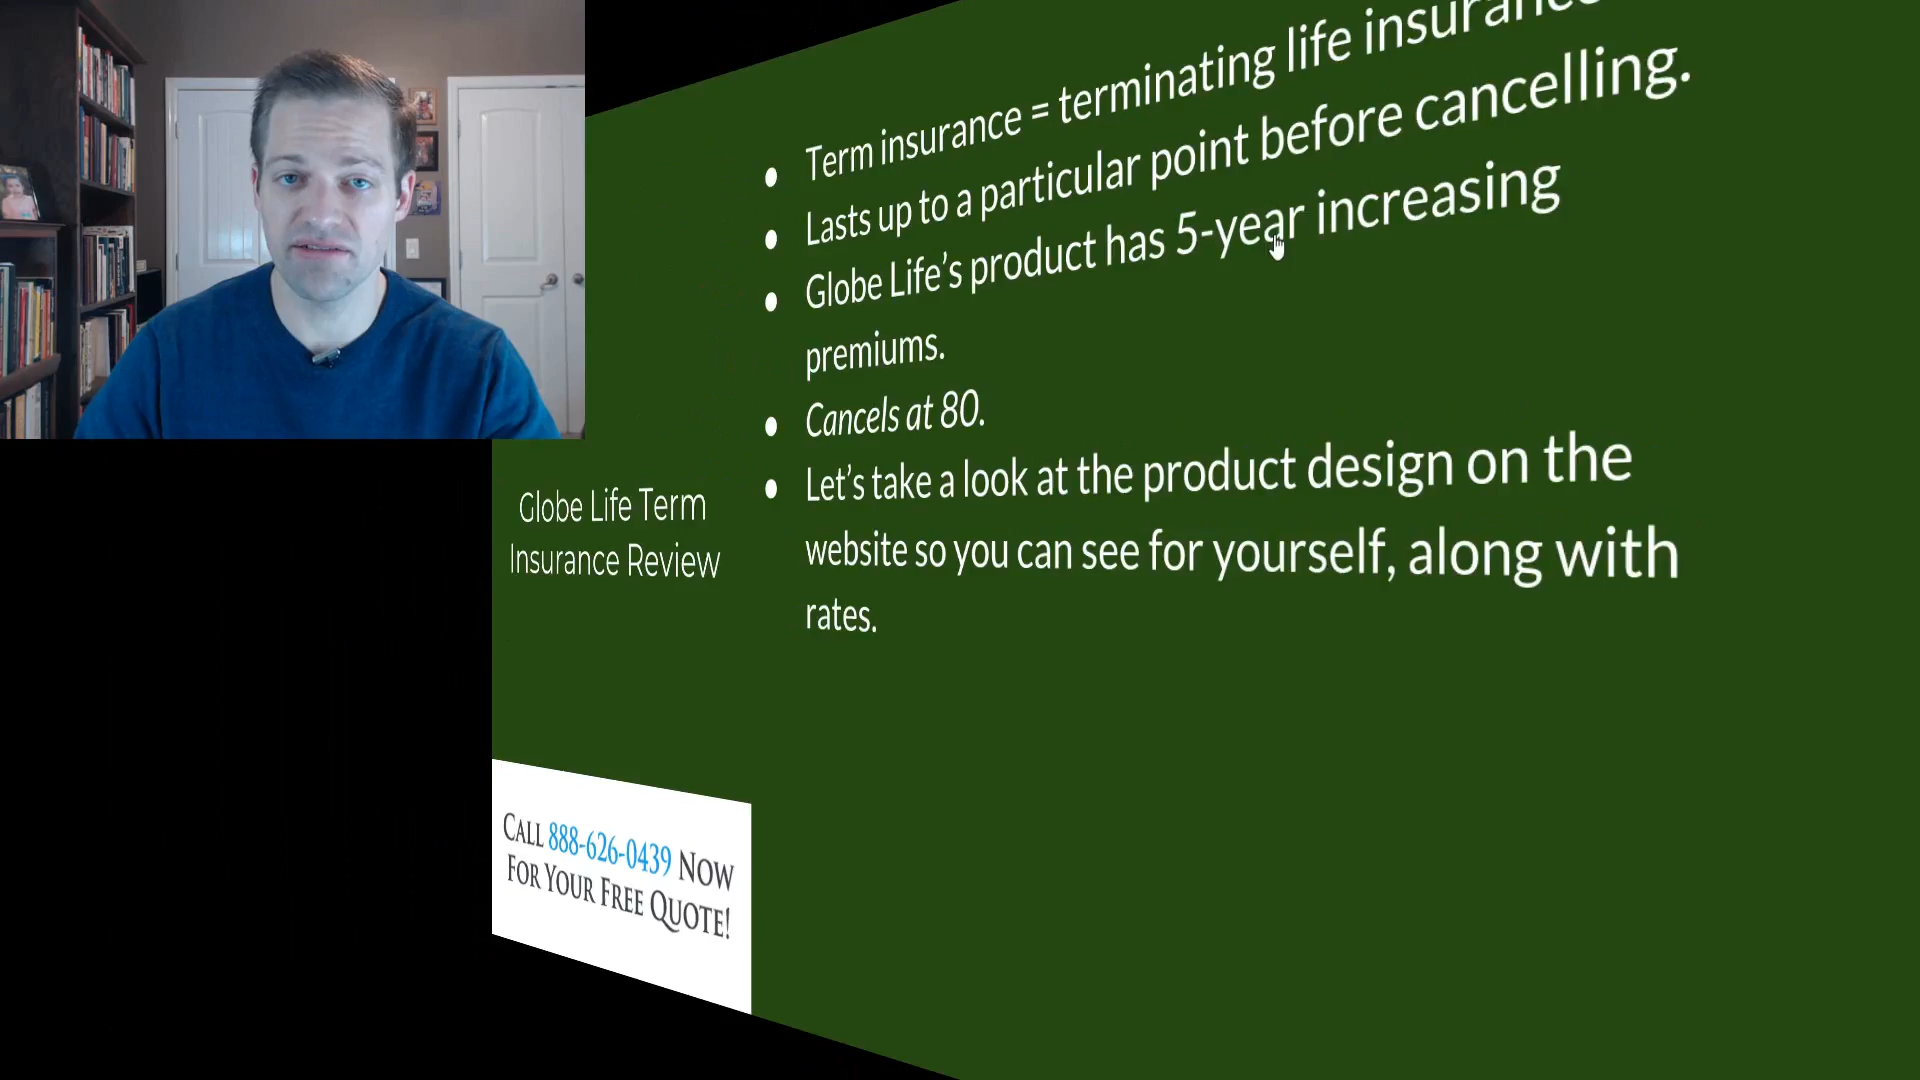 Term insurance = terminating life insurance
Lasts up to a particular point before cancelling.
Globe Life’s product has 5-year increasing
premiums.
Cancels at 80.
Let’s take a look at the product design on the
website so you can see for yourself, along with
rates.
Globe Life Term
Insurance Review
Call 888-626-0439 Now
For Your Free Quote!